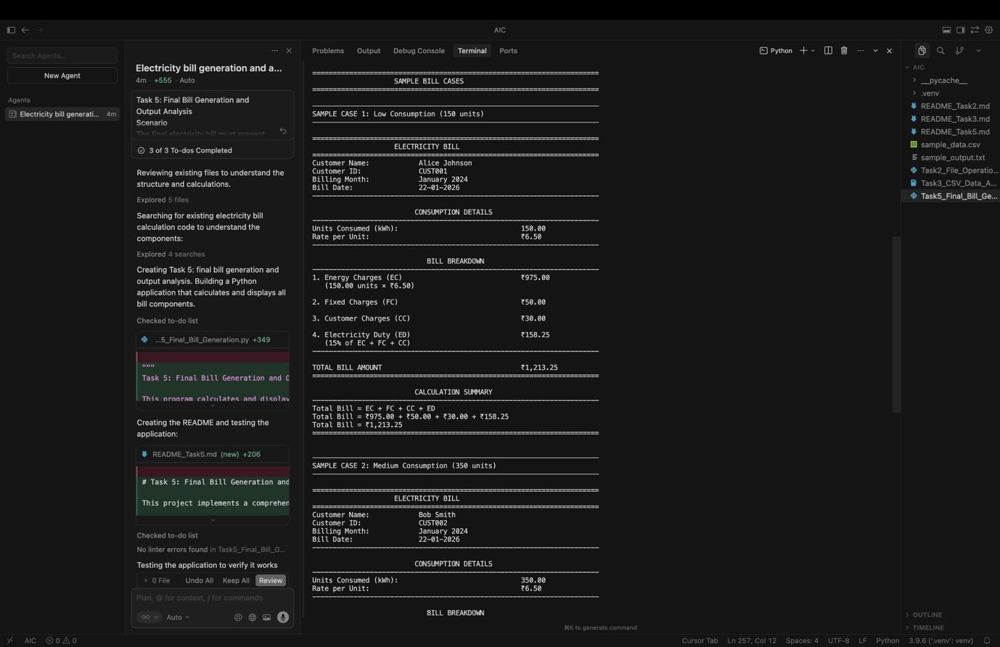 AIC
Search Agents...
New Agent
Agents
Electricity bill generati... 4m
Electricity bill generation and a...
4m · +555 · Auto
Task 5: Final Bill Generation and
Output Analysis
Scenario
The final electricity bill must present
3 of 3 To-dos Completed
Reviewing existing files to understand the
structure and calculations.
Explored 5 files
Searching for existing electricity bill
calculation code to understand the
components:
Explored 4 searches
Creating Task 5: final bill generation and
output analysis. Building a Python
application that calculates and displays all
bill components.
Checked to-do list
...5_Final_Bill_Generation.py +349
"""
Task 5: Final Bill Generation and O
This program calculates and display
Creating the README and testing the
application:
README_Task5.md (new) +206
# Task 5: Final Bill Generation and
This project implements a comprehen
Checked to-do list
No linter errors found in Task5_Final_Bill_G...
Testing the application to verify it works
0 File Undo All Keep All Review
Plan, @ for context, / for commands
Auto
Problems Output Debug Console Terminal Ports
Python
SAMPLE BILL CASES
SAMPLE CASE 1: Low Consumption (150 units)
ELECTRICITY BILL
Customer Name: Alice Johnson
Customer ID: CUST001
Billing Month: January 2024
Bill Date: 22-01-2026
CONSUMPTION DETAILS
Units Consumed (kWh): 150.00
Rate per Unit: ₹6.50
BILL BREAKDOWN
1. Energy Charges (EC) ₹975.00
(150.00 units × ₹6.50)
2. Fixed Charges (FC) ₹50.00
3. Customer Charges (CC) ₹30.00
4. Electricity Duty (ED) ₹158.25
(15% of EC + FC + CC)
TOTAL BILL AMOUNT ₹1,213.25
CALCULATION SUMMARY
Total Bill = EC + FC + CC + ED
Total Bill = ₹975.00 + ₹50.00 + ₹30.00 + ₹158.25
Total Bill = ₹1,213.25
SAMPLE CASE 2: Medium Consumption (350 units)
ELECTRICITY BILL
Customer Name: Bob Smith
Customer ID: CUST002
Billing Month: January 2024
Bill Date: 22-01-2026
CONSUMPTION DETAILS
Units Consumed (kWh): 350.00
Rate per Unit: ₹6.50
BILL BREAKDOWN
⌘K to generate command
AIC
__pycache__
.venv
README_Task2.md
README_Task3.md
README_Task5.md
sample_data.csv
sample_output.txt
Task2_File_Operatio...
Task3_CSV_Data_A...
Task5_Final_Bill_Ge...
OUTLINE
TIMELINE
AIC 0 0
Cursor Tab Ln 257, Col 12 Spaces: 4 UTF-8 LF Python 3.9.6 ('.venv': venv)